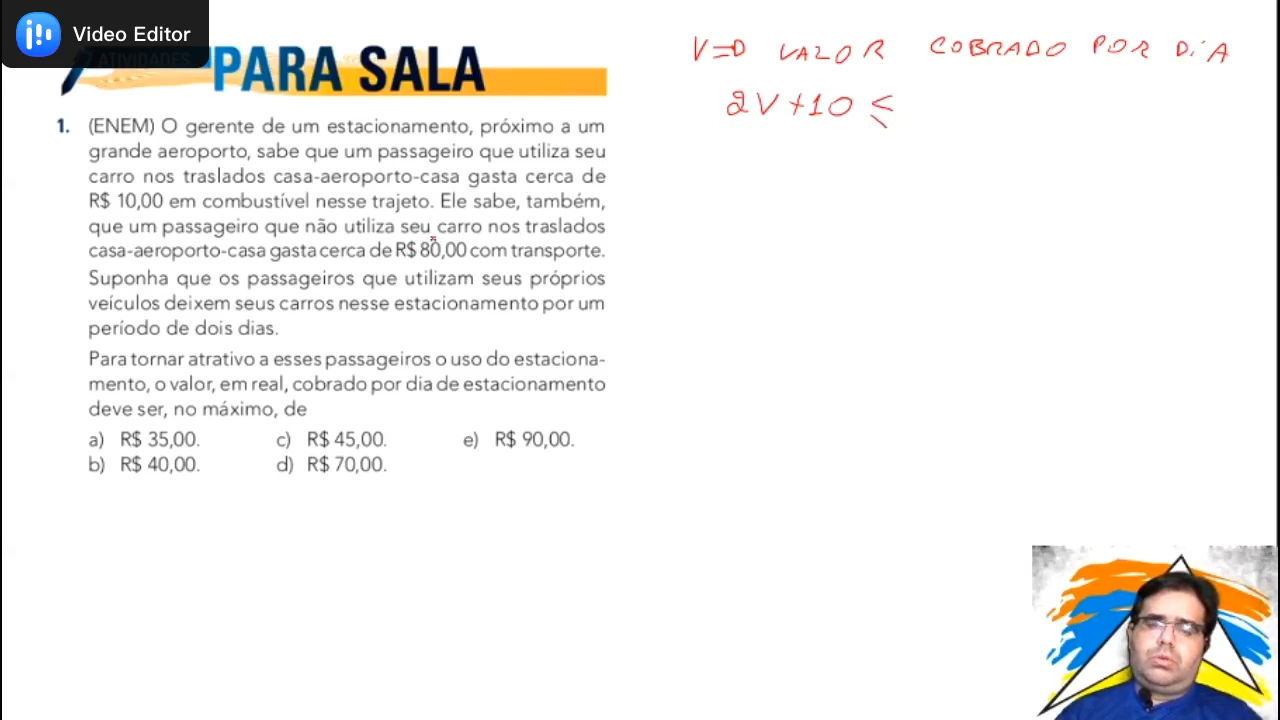 Video Editor
ATIVIDADES PARA SALA
V => VALOR COBRADO POR DIA
2V + 10 ≤
1. (ENEM) O gerente de um estacionamento, próximo a um
grande aeroporto, sabe que um passageiro que utiliza seu
carro nos traslados casa-aeroporto-casa gasta cerca de
R$ 10,00 em combustível nesse trajeto. Ele sabe, também,
que um passageiro que não utiliza seu carro nos traslados
casa-aeroporto-casa gasta cerca de R$ 80,00 com transporte.
Suponha que os passageiros que utilizam seus próprios
veículos deixem seus carros nesse estacionamento por um
período de dois dias.
Para tornar atrativo a esses passageiros o uso do estaciona-
mento, o valor, em real, cobrado por dia de estacionamento
deve ser, no máximo, de
a) R$ 35,00. c) R$ 45,00. e) R$ 90,00.
b) R$ 40,00. d) R$ 70,00.